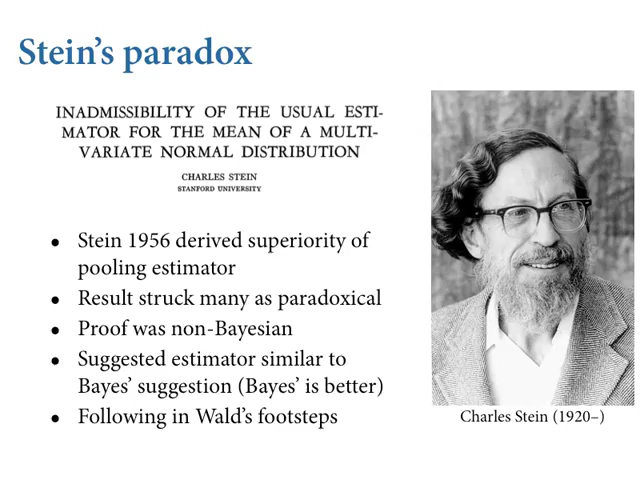 Stein’s paradox
INADMISSIBILITY OF THE USUAL ESTI-
MATOR FOR THE MEAN OF A MULTI-
VARIATE NORMAL DISTRIBUTION
CHARLES STEIN
STANFORD UNIVERSITY
• Stein 1956 derived superiority of
pooling estimator
• Result struck many as paradoxical
• Proof was non-Bayesian
• Suggested estimator similar to
Bayes’ suggestion (Bayes’ is better)
• Following in Wald’s footsteps
Charles Stein (1920–)